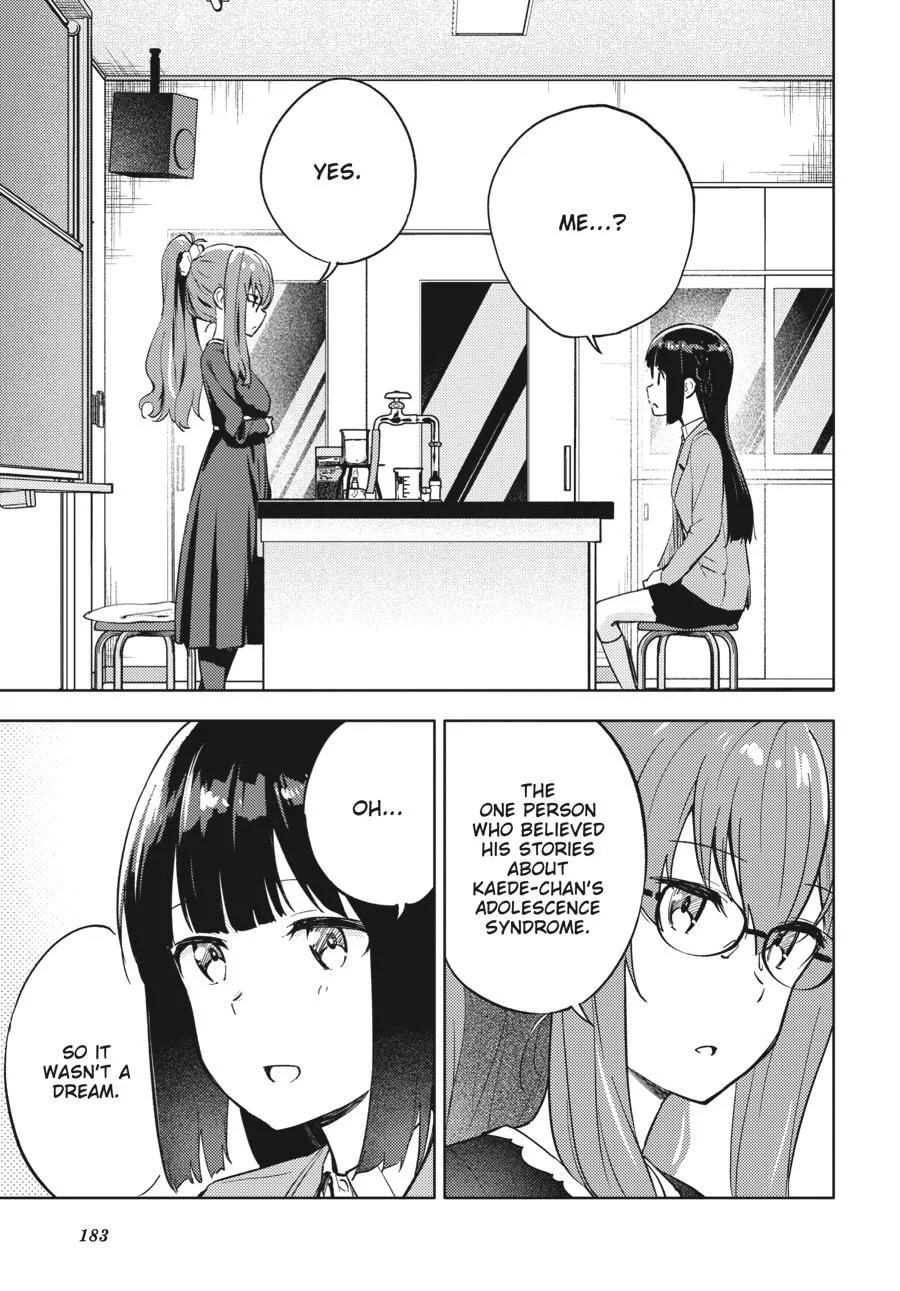 ME...?
YES.
THE
ONE PERSON
WHO BELIEVED
HIS STORIES
ABOUT
KAEDE-CHAN'S
ADOLESCENCE
SYNDROME.
OH...
SO IT
WASN'T A
DREAM.
183